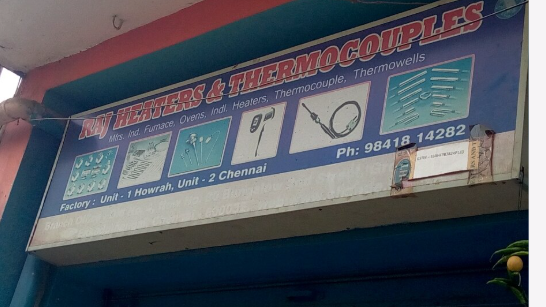 RAJ HEATERS & THERMOCOUPLES
Mfrs. Ind. Furnace, Ovens, Indl. Heaters, Thermocouple, Thermowells
Ph: 98418 14282
Factory : Unit - 1 Howrah, Unit - 2 Chennai